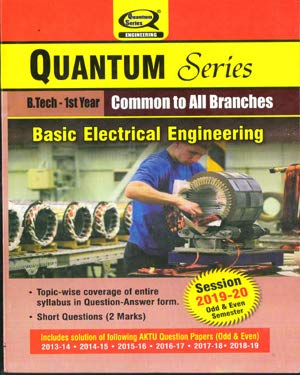 Quantum
Series
ENGINEERING
QUANTUM Series
B.Tech - 1st Year Common to All Branches
Basic Electrical Engineering
Session
2019-20
Odd & Even
Semester
• Topic-wise coverage of entire
syllabus in Question-Answer form.
• Short Questions (2 Marks)
Includes solution of following AKTU Question Papers (Odd & Even)
2013-14 • 2014-15 • 2015-16 • 2016-17 • 2017-18 • 2018-19